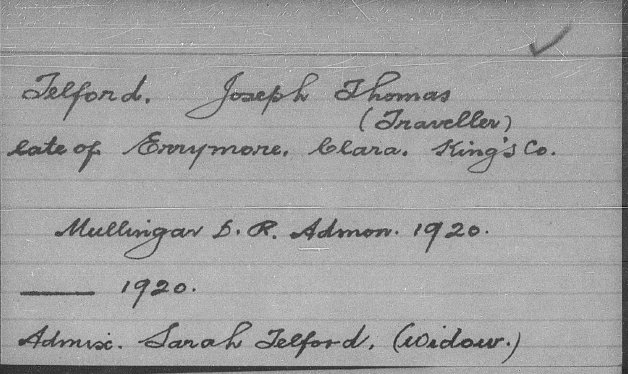 Telford. Joseph Thomas
(Traveller)
late of Errymore. Clara. King's Co.
Mullingar D. R. Admon. 1920.
—— 1920.
Admix. Sarah Telford. (Widow.)